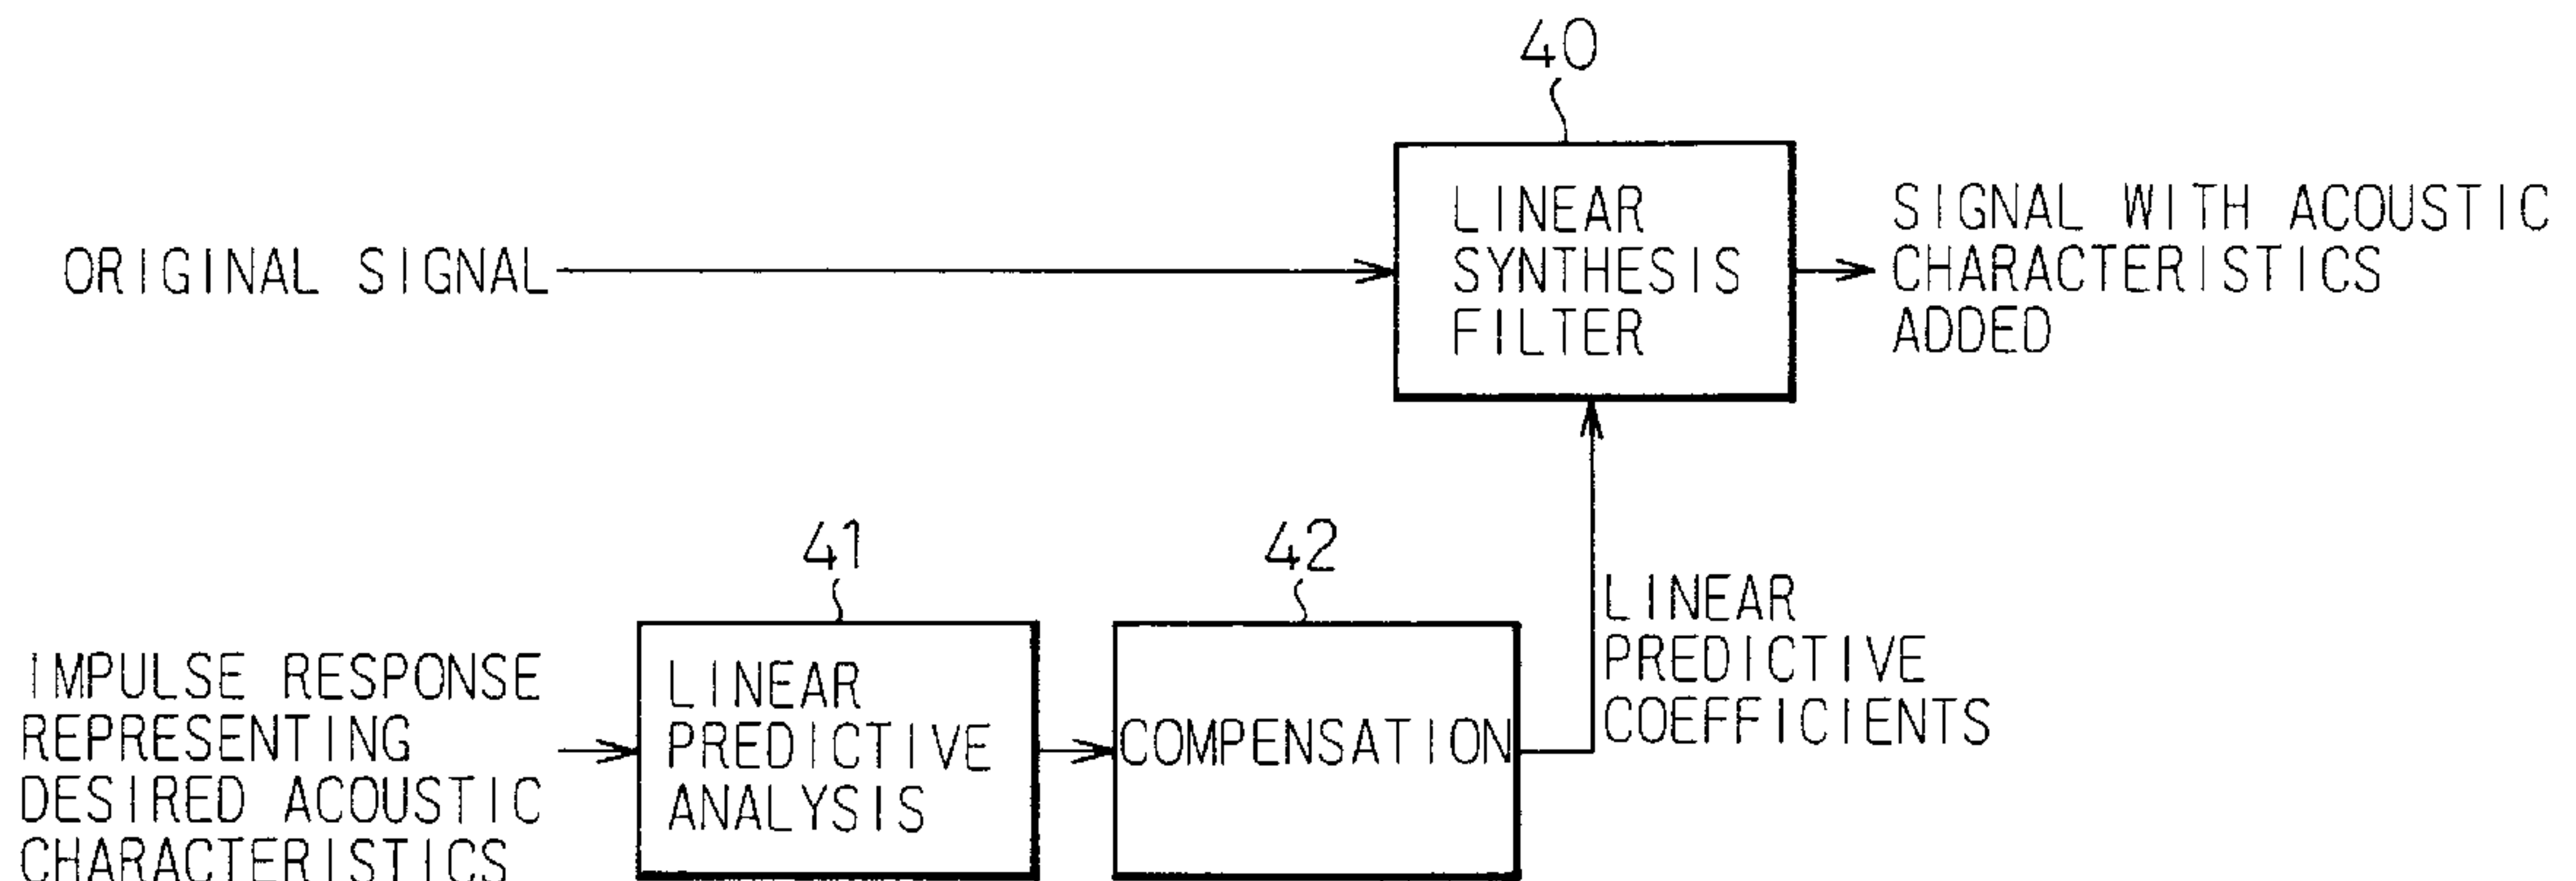 40
LINEAR
SYNTHESIS
FILTER
SIGNAL WITH ACOUSTIC
CHARACTERISTICS
ADDED
ORIGINAL SIGNAL
41
42
LINEAR
PREDICTIVE
COEFFICIENTS
IMPULSE RESPONSE
REPRESENTING
DESIRED ACOUSTIC
CHARACTERISTICS
LINEAR
PREDICTIVE
ANALYSIS
COMPENSATION